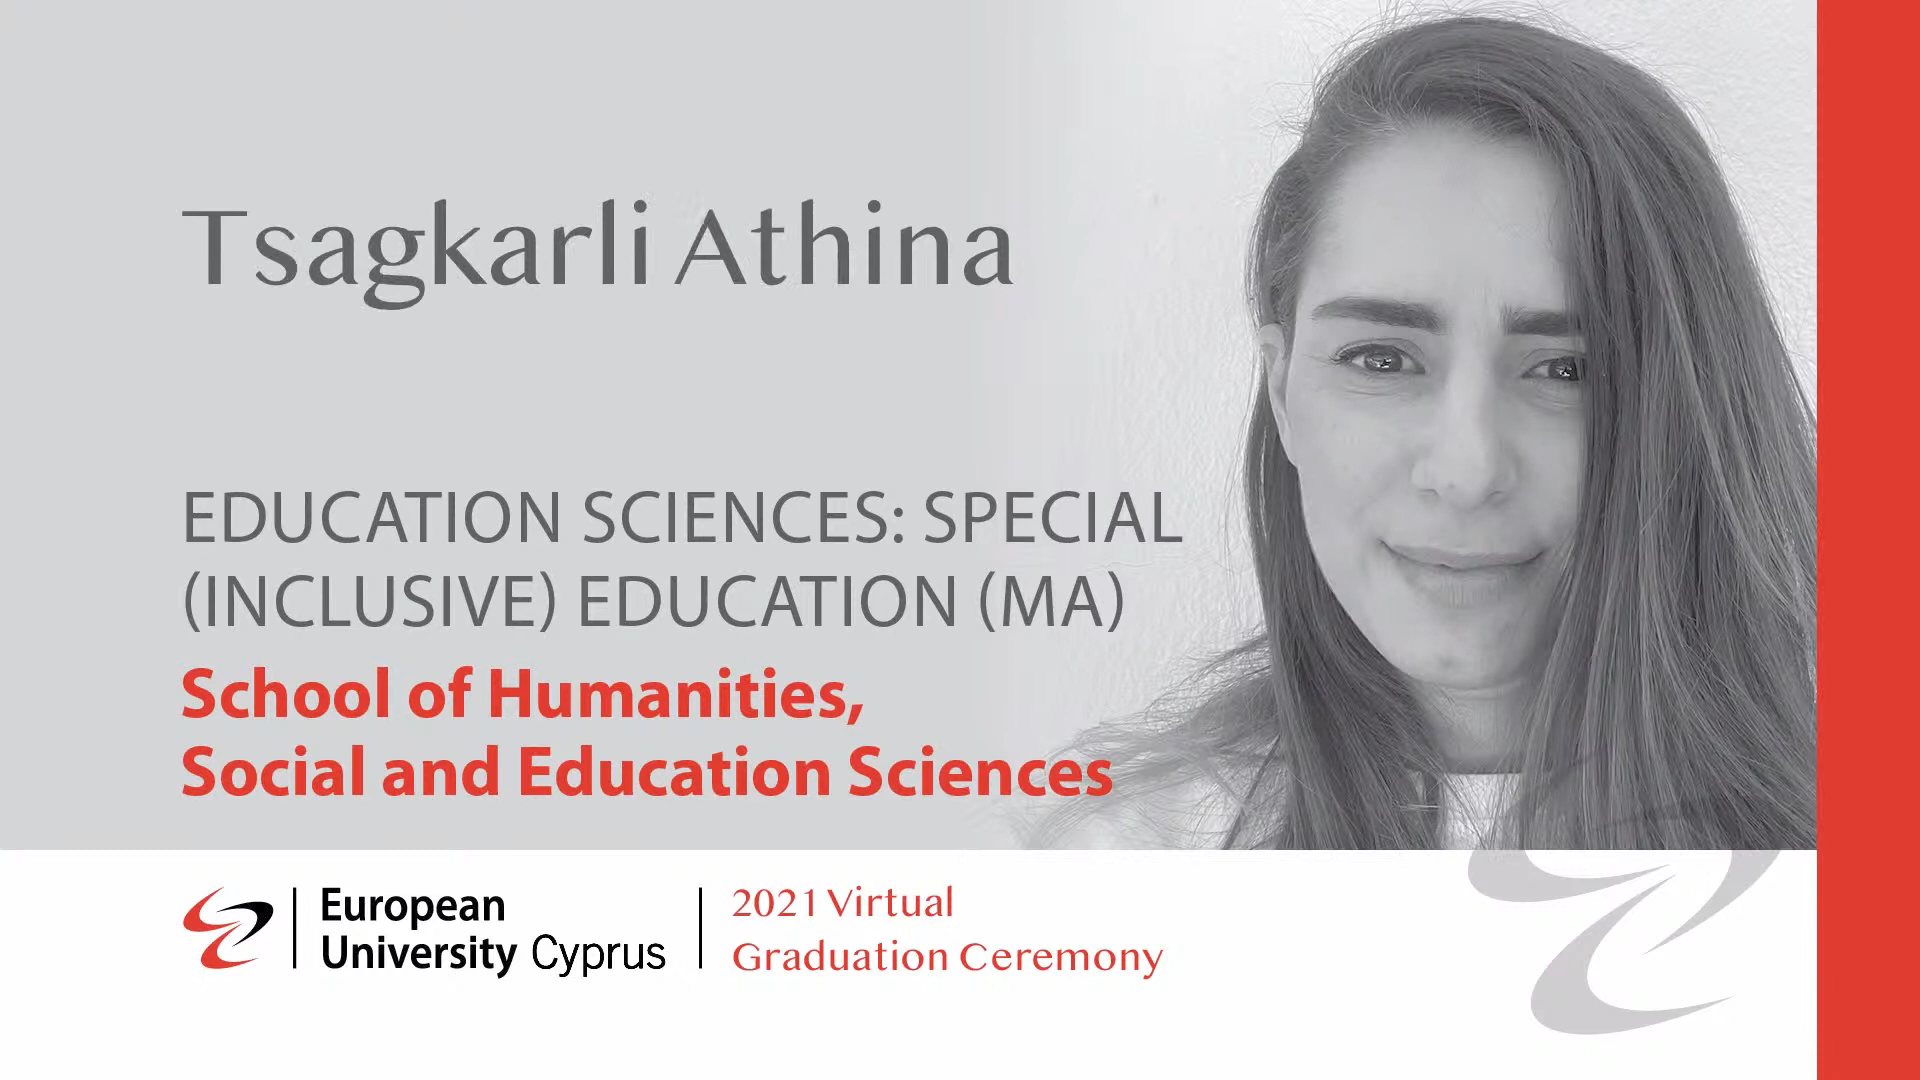 Tsagkarli Athina
EDUCATION SCIENCES: SPECIAL
(INCLUSIVE) EDUCATION (MA)
School of Humanities,
Social and Education Sciences
European
University Cyprus
2021 Virtual
Graduation Ceremony